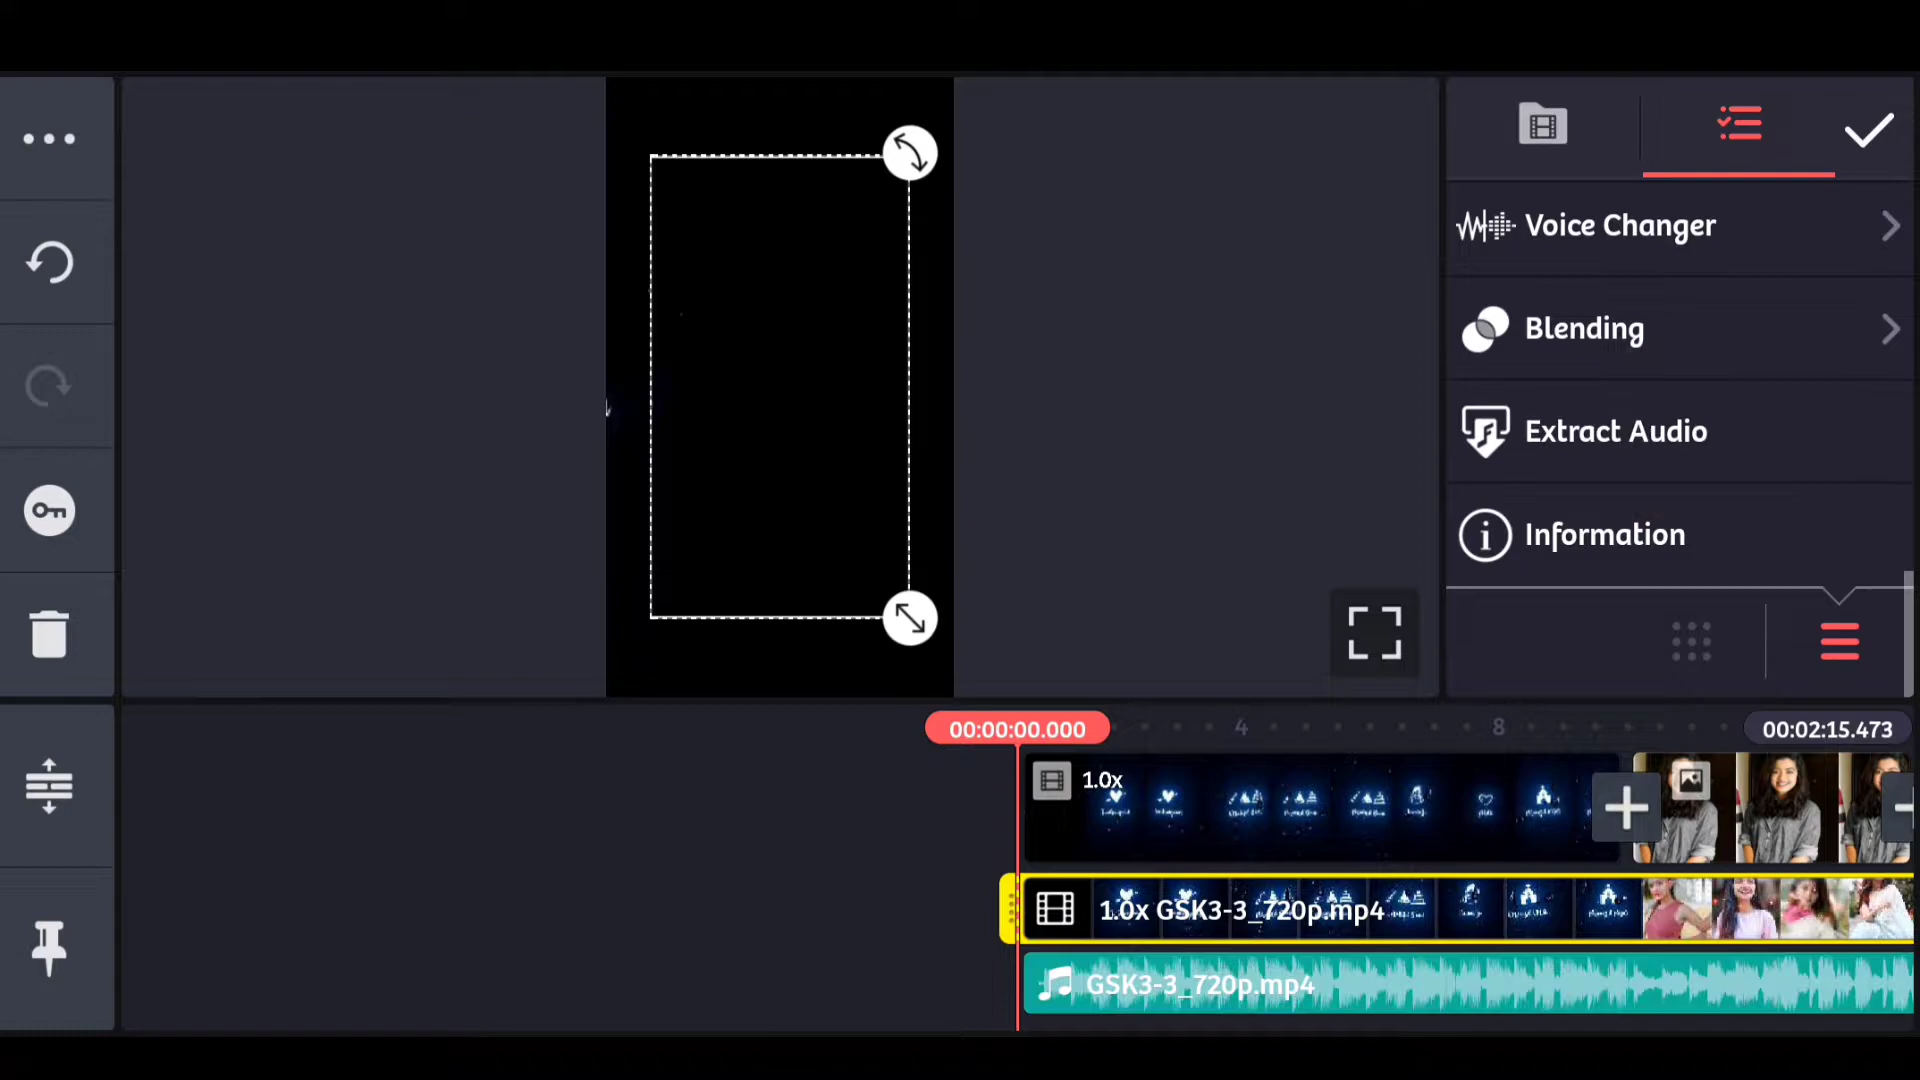 Voice Changer
Blending
Extract Audio
Information
00:00:00.000
4
8
00:02:15.473
1.0x
1.0x GSK3-3_720p.mp4
GSK3-3_720p.mp4